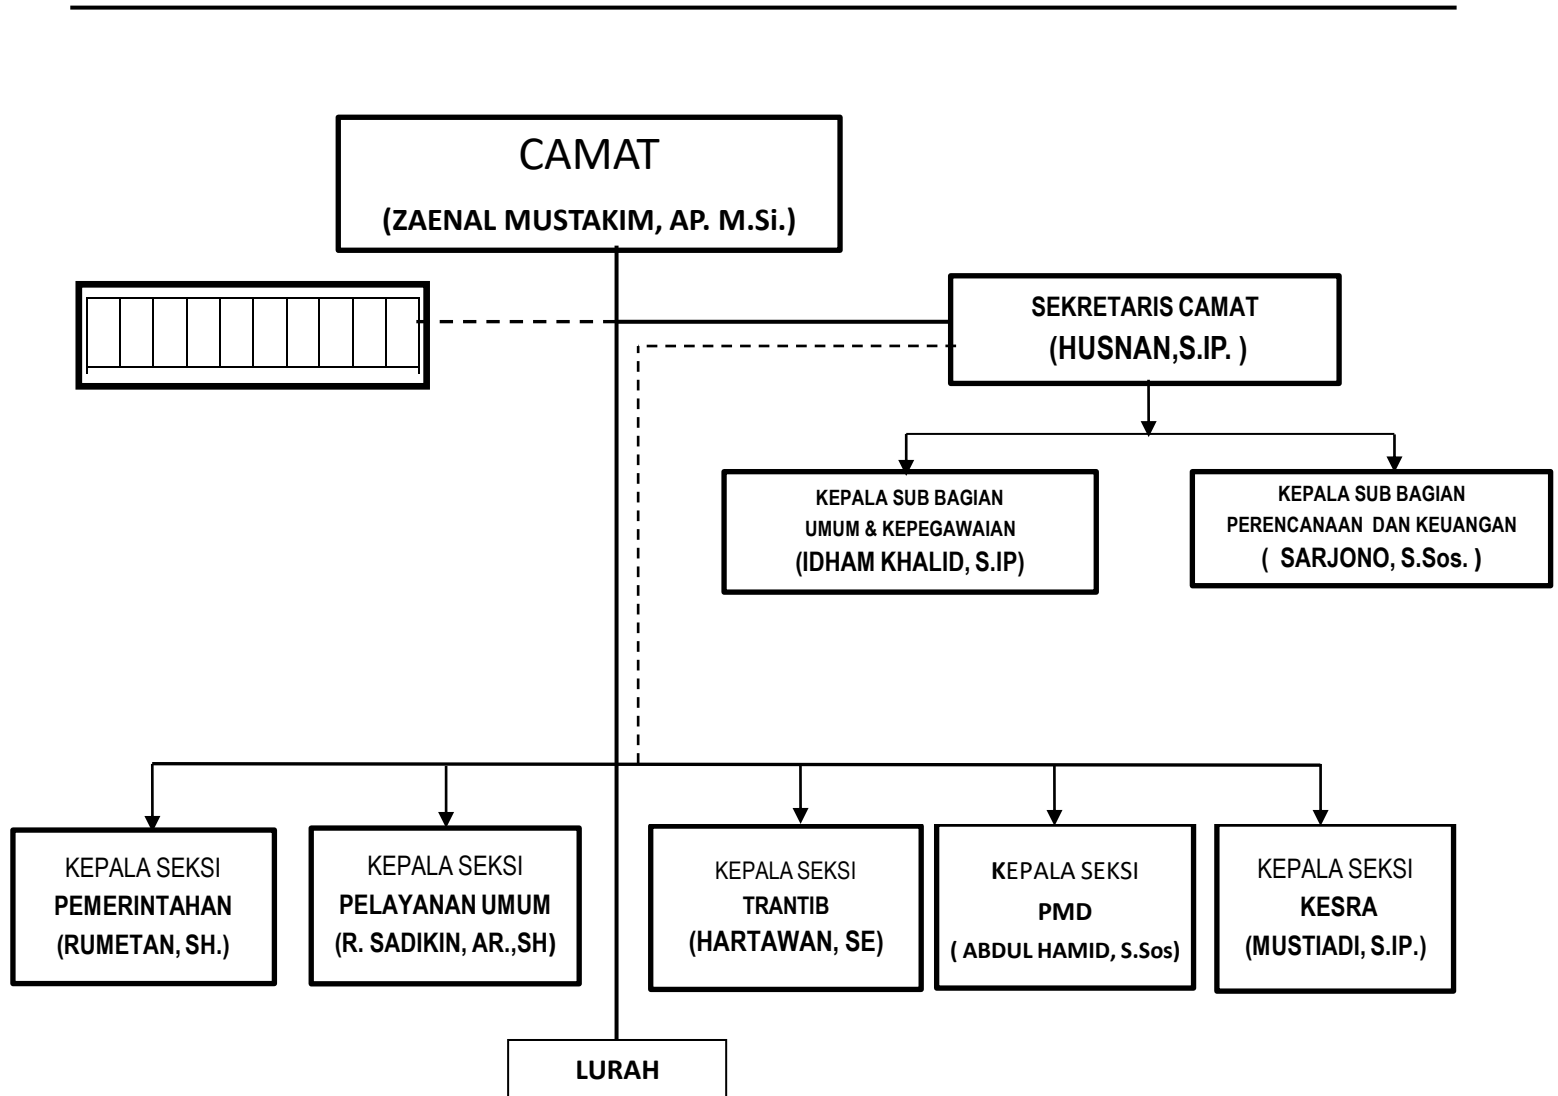 CAMAT
(ZAENAL MUSTAKIM, AP. M.Si.)
SEKRETARIS CAMAT
(HUSNAN,S.IP. )
KEPALA SUB BAGIAN
UMUM & KEPEGAWAIAN
(IDHAM KHALID, S.IP)
KEPALA SUB BAGIAN
PERENCANAAN DAN KEUANGAN
( SARJONO, S.Sos. )
KEPALA SEKSI
PEMERINTAHAN
(RUMETAN, SH.)
KEPALA SEKSI
PELAYANAN UMUM
(R. SADIKIN, AR.,SH)
KEPALA SEKSI
TRANTIB
(HARTAWAN, SE)
KEPALA SEKSI
PMD
( ABDUL HAMID, S.Sos)
KEPALA SEKSI
KESRA
(MUSTIADI, S.IP.)
LURAH